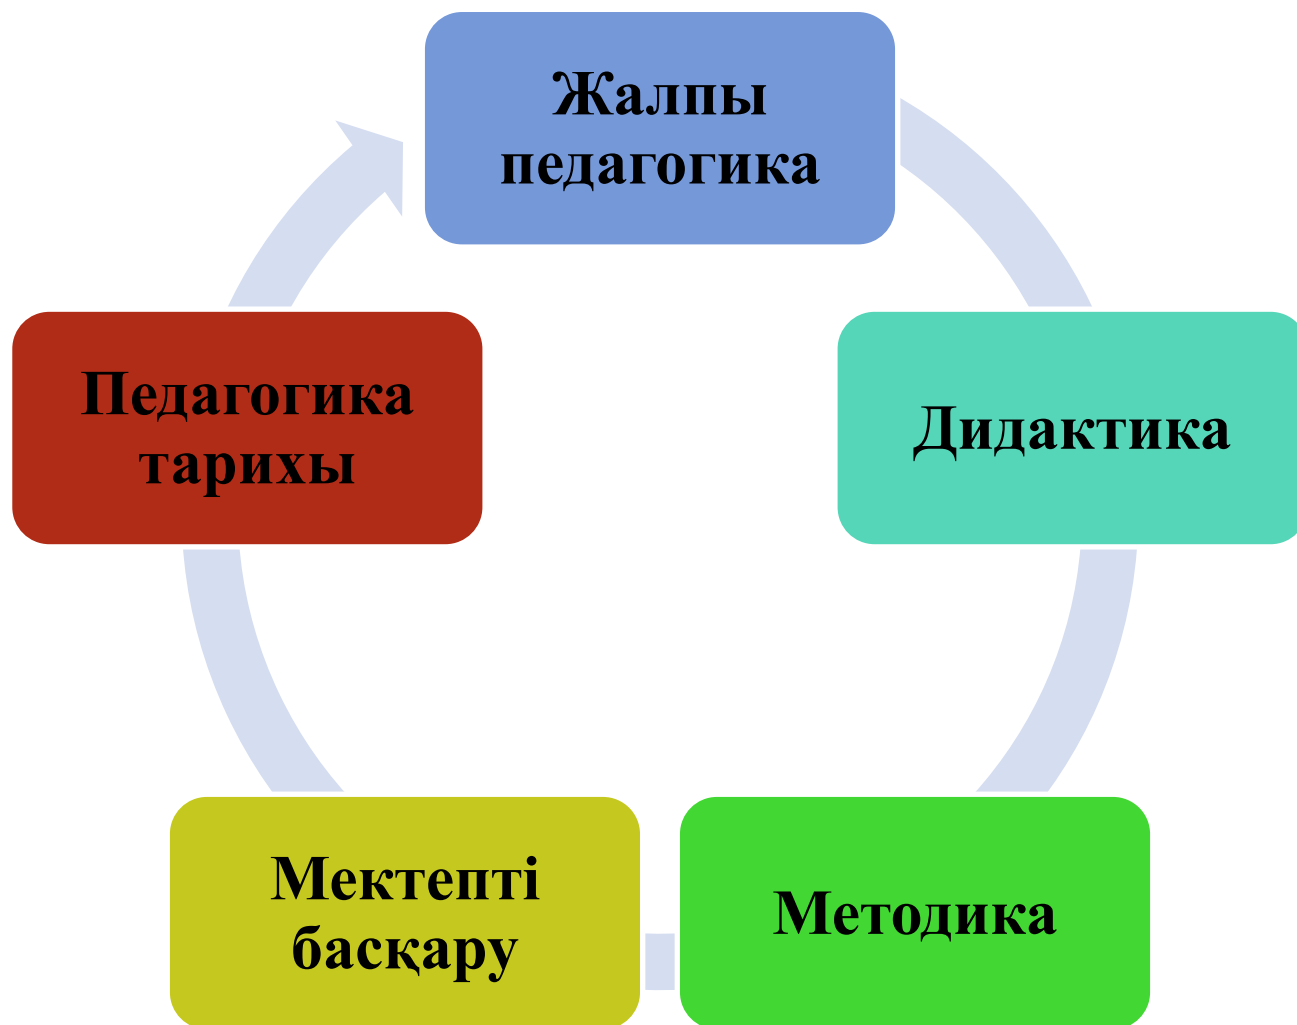 Жалпы
педагогика
Дидактика
Методика
Мектепті
басқару
Педагогика
тарихы